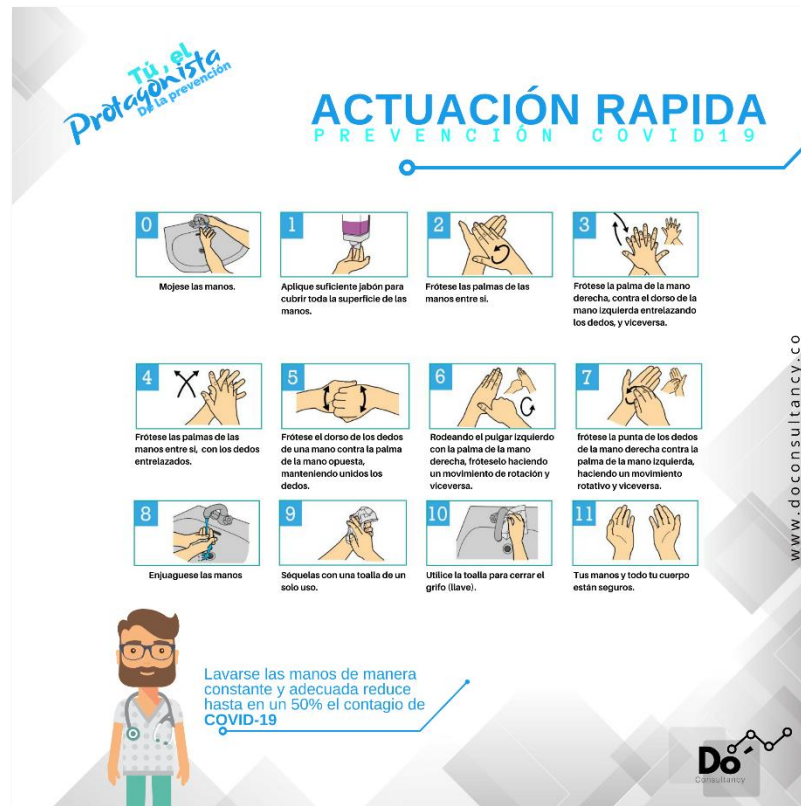 Tú, el
Protagonista
De la prevención
ACTUACIÓN RAPIDA
PREVENCIÓN COVID19
0
Mojese las manos.
1
Aplique suficiente jabón para
cubrir toda la superficie de las
manos.
2
Frótese las palmas de las
manos entre si.
3
Frótese la palma de la mano
derecha, contra el dorso de la
mano izquierda entrelazando
los dedos, y viceversa.
4
Frótese las palmas de las
manos entre si, con los dedos
entrelazados.
5
Frótese el dorso de los dedos
de una mano contra la palma
de la mano opuesta,
manteniendo unidos los
dedos.
6
Rodeando el pulgar izquierdo
con la palma de la mano
derecha, fróteselo haciendo
un movimiento de rotación y
viceversa.
7
frótese la punta de los dedos
de la mano derecha contra la
palma de la mano izquierda,
haciendo un movimiento
rotativo y viceversa.
8
Enjuaguese las manos
9
Séquelas con una toalla de un
solo uso.
10
Utilice la toalla para cerrar el
grifo (llave).
11
Tus manos y todo tu cuerpo
están seguros.
www.doconsultancy.co
Lavarse las manos de manera
constante y adecuada reduce
hasta en un 50% el contagio de
COVID-19
Do
Consultancy